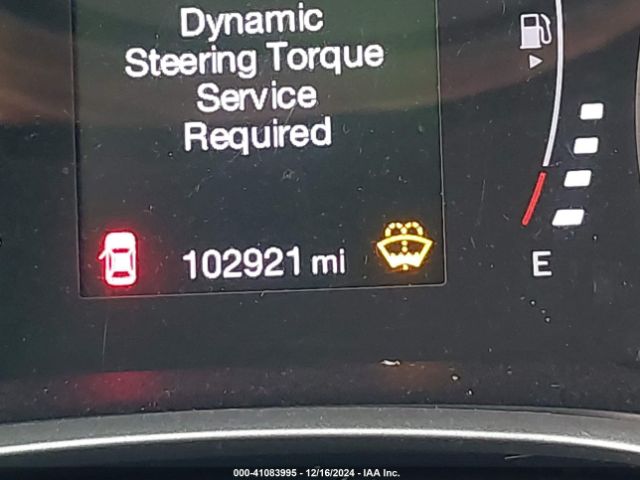 Dynamic
Steering Torque
Service
Required
102921 mi
E
000-41083995 - 12/16/2024 - IAA Inc.